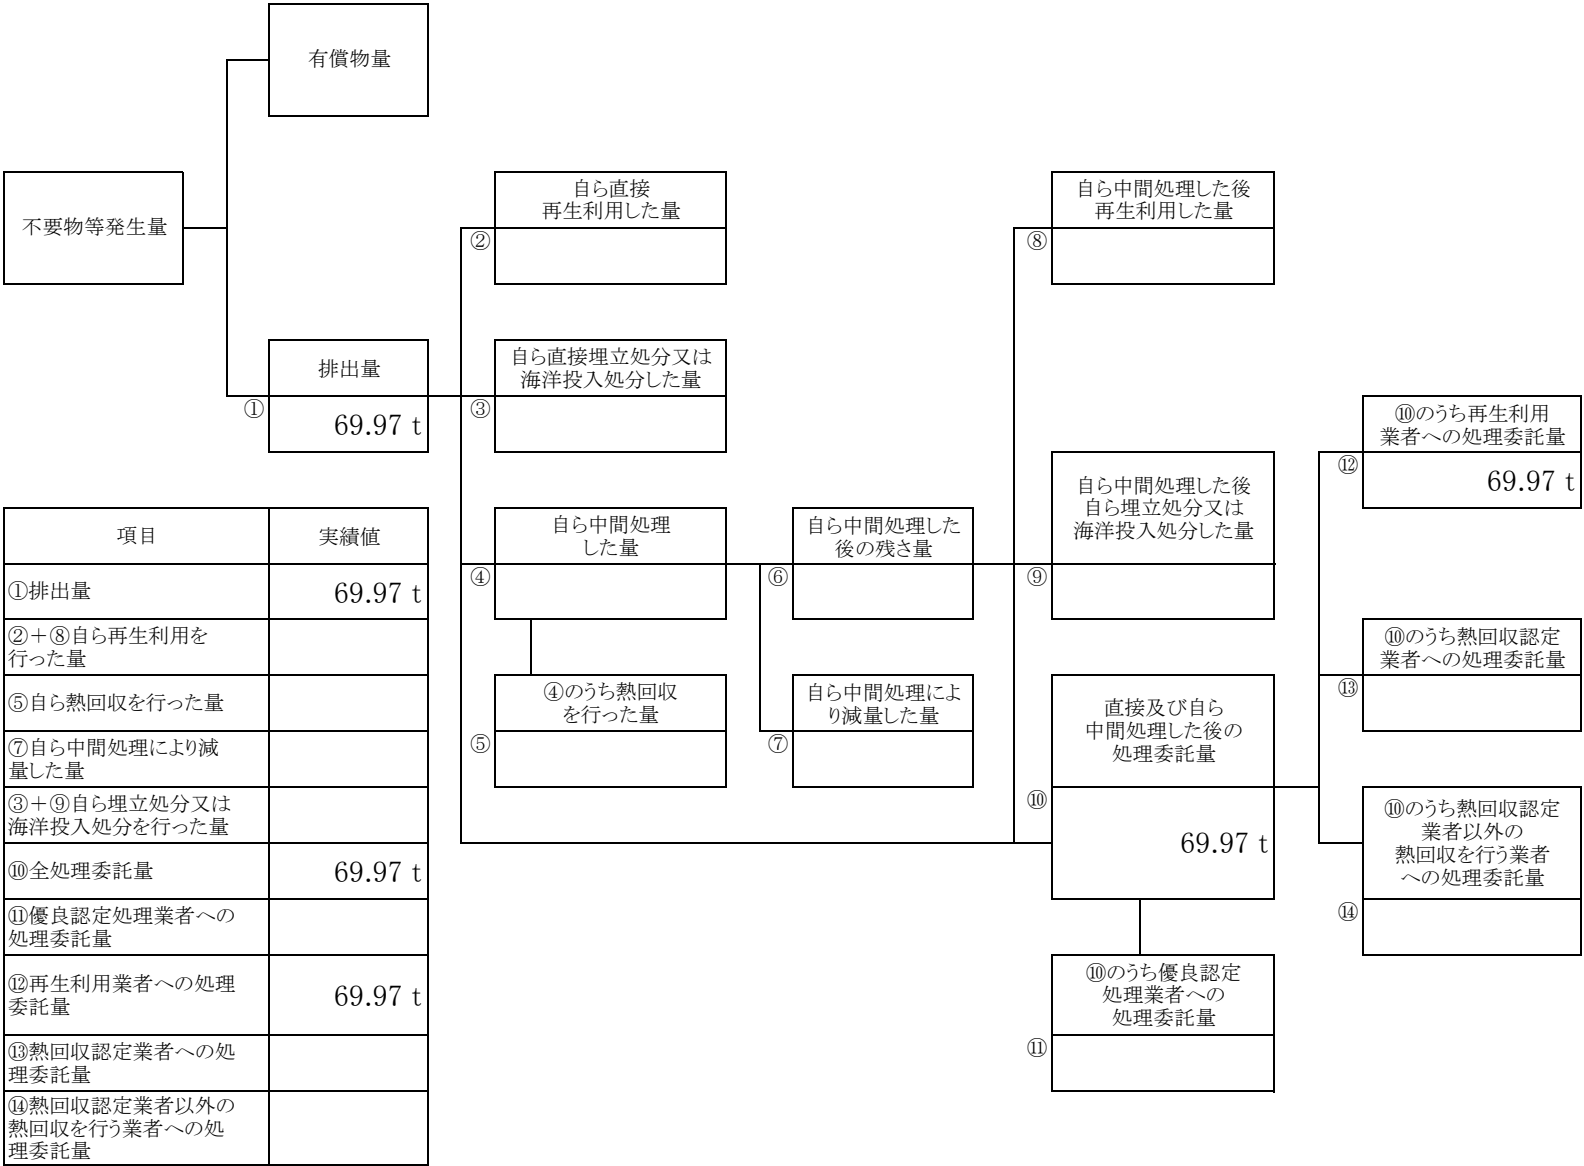 有償物量
不要物等発生量
排出量
①
69.97 t
自ら直接
再生利用した量
②
自ら直接埋立処分又は
海洋投入処分した量
③
自ら中間処理
した量
④
④のうち熱回収
を行った量
⑤
自ら中間処理した
後の残さ量
⑥
自ら中間処理によ
り減量した量
⑦
自ら中間処理した後
再生利用した量
⑧
自ら中間処理した後
自ら埋立処分又は
海洋投入処分した量
⑨
直接及び自ら
中間処理した後の
処理委託量
⑩
69.97 t
⑩のうち優良認定
処理業者への
処理委託量
⑪
⑩のうち再生利用
業者への処理委託量
⑫
69.97 t
⑩のうち熱回収認定
業者への処理委託量
⑬
⑩のうち熱回収認定
業者以外の
熱回収を行う業者
への処理委託量
⑭
項目 実績値
①排出量 69.97 t
②＋⑧自ら再生利用を
行った量
⑤自ら熱回収を行った量
⑦自ら中間処理により減
量した量
③＋⑨自ら埋立処分又は
海洋投入処分を行った量
⑩全処理委託量 69.97 t
⑪優良認定処理業者への
処理委託量
⑫再生利用業者への処理
委託量 69.97 t
⑬熱回収認定業者への処
理委託量
⑭熱回収認定業者以外の
熱回収を行う業者への処
理委託量